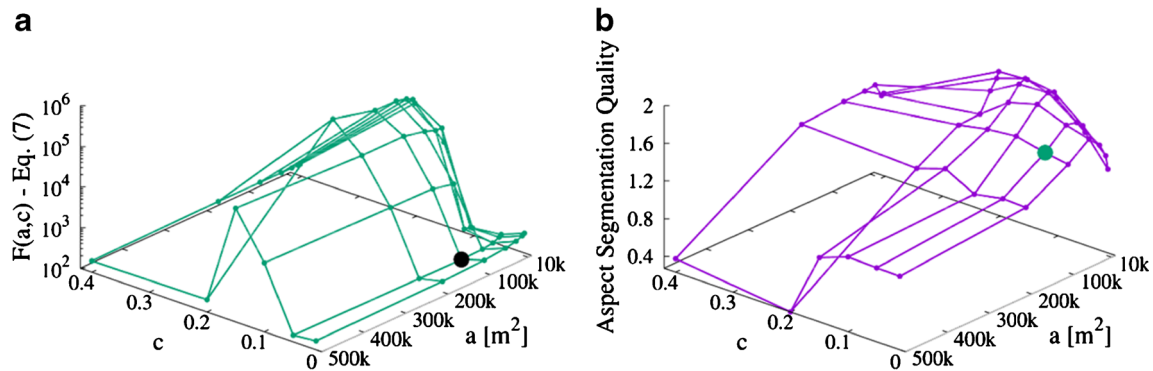 a
F(a,c) - Eq. (7)
10^6
10^5
10^4
10^3
10^2
0.4
0.3
0.2
0.1
0
c
500k
400k
300k
200k
100k
10k
a [m²]
b
Aspect Segmentation Quality
2
1.6
1.2
0.8
0.4
0.4
0.3
0.2
0.1
0
c
500k
400k
300k
200k
100k
10k
a [m²]